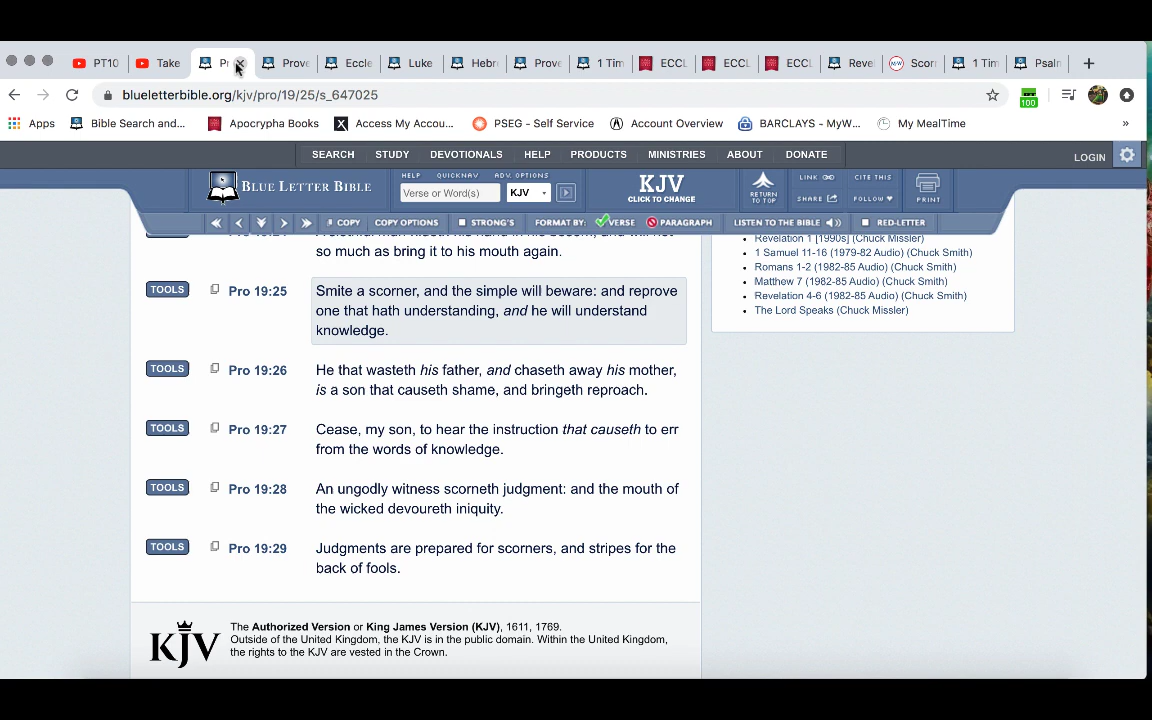 PT10 Take Pr Prove Eccle Luke Hebr Prove 1 Tim ECCL ECCL ECCL Reve Scorn 1 Tim Psaln
blueletterbible.org/kjv/pro/19/25/s_647025
100
Apps Bible Search and... Apocrypha Books Access My Accou... PSEG - Self Service Account Overview BARCLAYS - MyW... My MealTime »
SEARCH STUDY DEVOTIONALS HELP PRODUCTS MINISTRIES ABOUT DONATE LOGIN
HELP QUICKNAV ADV. OPTIONS
BLUE LETTER BIBLE
Verse or Word(s) KJV
KJV
CLICK TO CHANGE
RETURN
TO TOP
LINK CITE THIS
SHARE FOLLOW PRINT
COPY COPY OPTIONS STRONG'S FORMAT BY: VERSE PARAGRAPH LISTEN TO THE BIBLE RED-LETTER
so much as bring it to his mouth again.
TOOLS Pro 19:25 Smite a scorner, and the simple will beware: and reprove
one that hath understanding, and he will understand
knowledge.
TOOLS Pro 19:26 He that wasteth his father, and chaseth away his mother,
is a son that causeth shame, and bringeth reproach.
TOOLS Pro 19:27 Cease, my son, to hear the instruction that causeth to err
from the words of knowledge.
TOOLS Pro 19:28 An ungodly witness scorneth judgment: and the mouth of
the wicked devoureth iniquity.
TOOLS Pro 19:29 Judgments are prepared for scorners, and stripes for the
back of fools.
Revelation 1 [1990s] (Chuck Missler)
1 Samuel 11-16 (1979-82 Audio) (Chuck Smith)
Romans 1-2 (1982-85 Audio) (Chuck Smith)
Matthew 7 (1982-85 Audio) (Chuck Smith)
Revelation 4-6 (1982-85 Audio) (Chuck Smith)
The Lord Speaks (Chuck Missler)
KJV
The Authorized Version or King James Version (KJV), 1611, 1769.
Outside of the United Kingdom, the KJV is in the public domain. Within the United Kingdom,
the rights to the KJV are vested in the Crown.